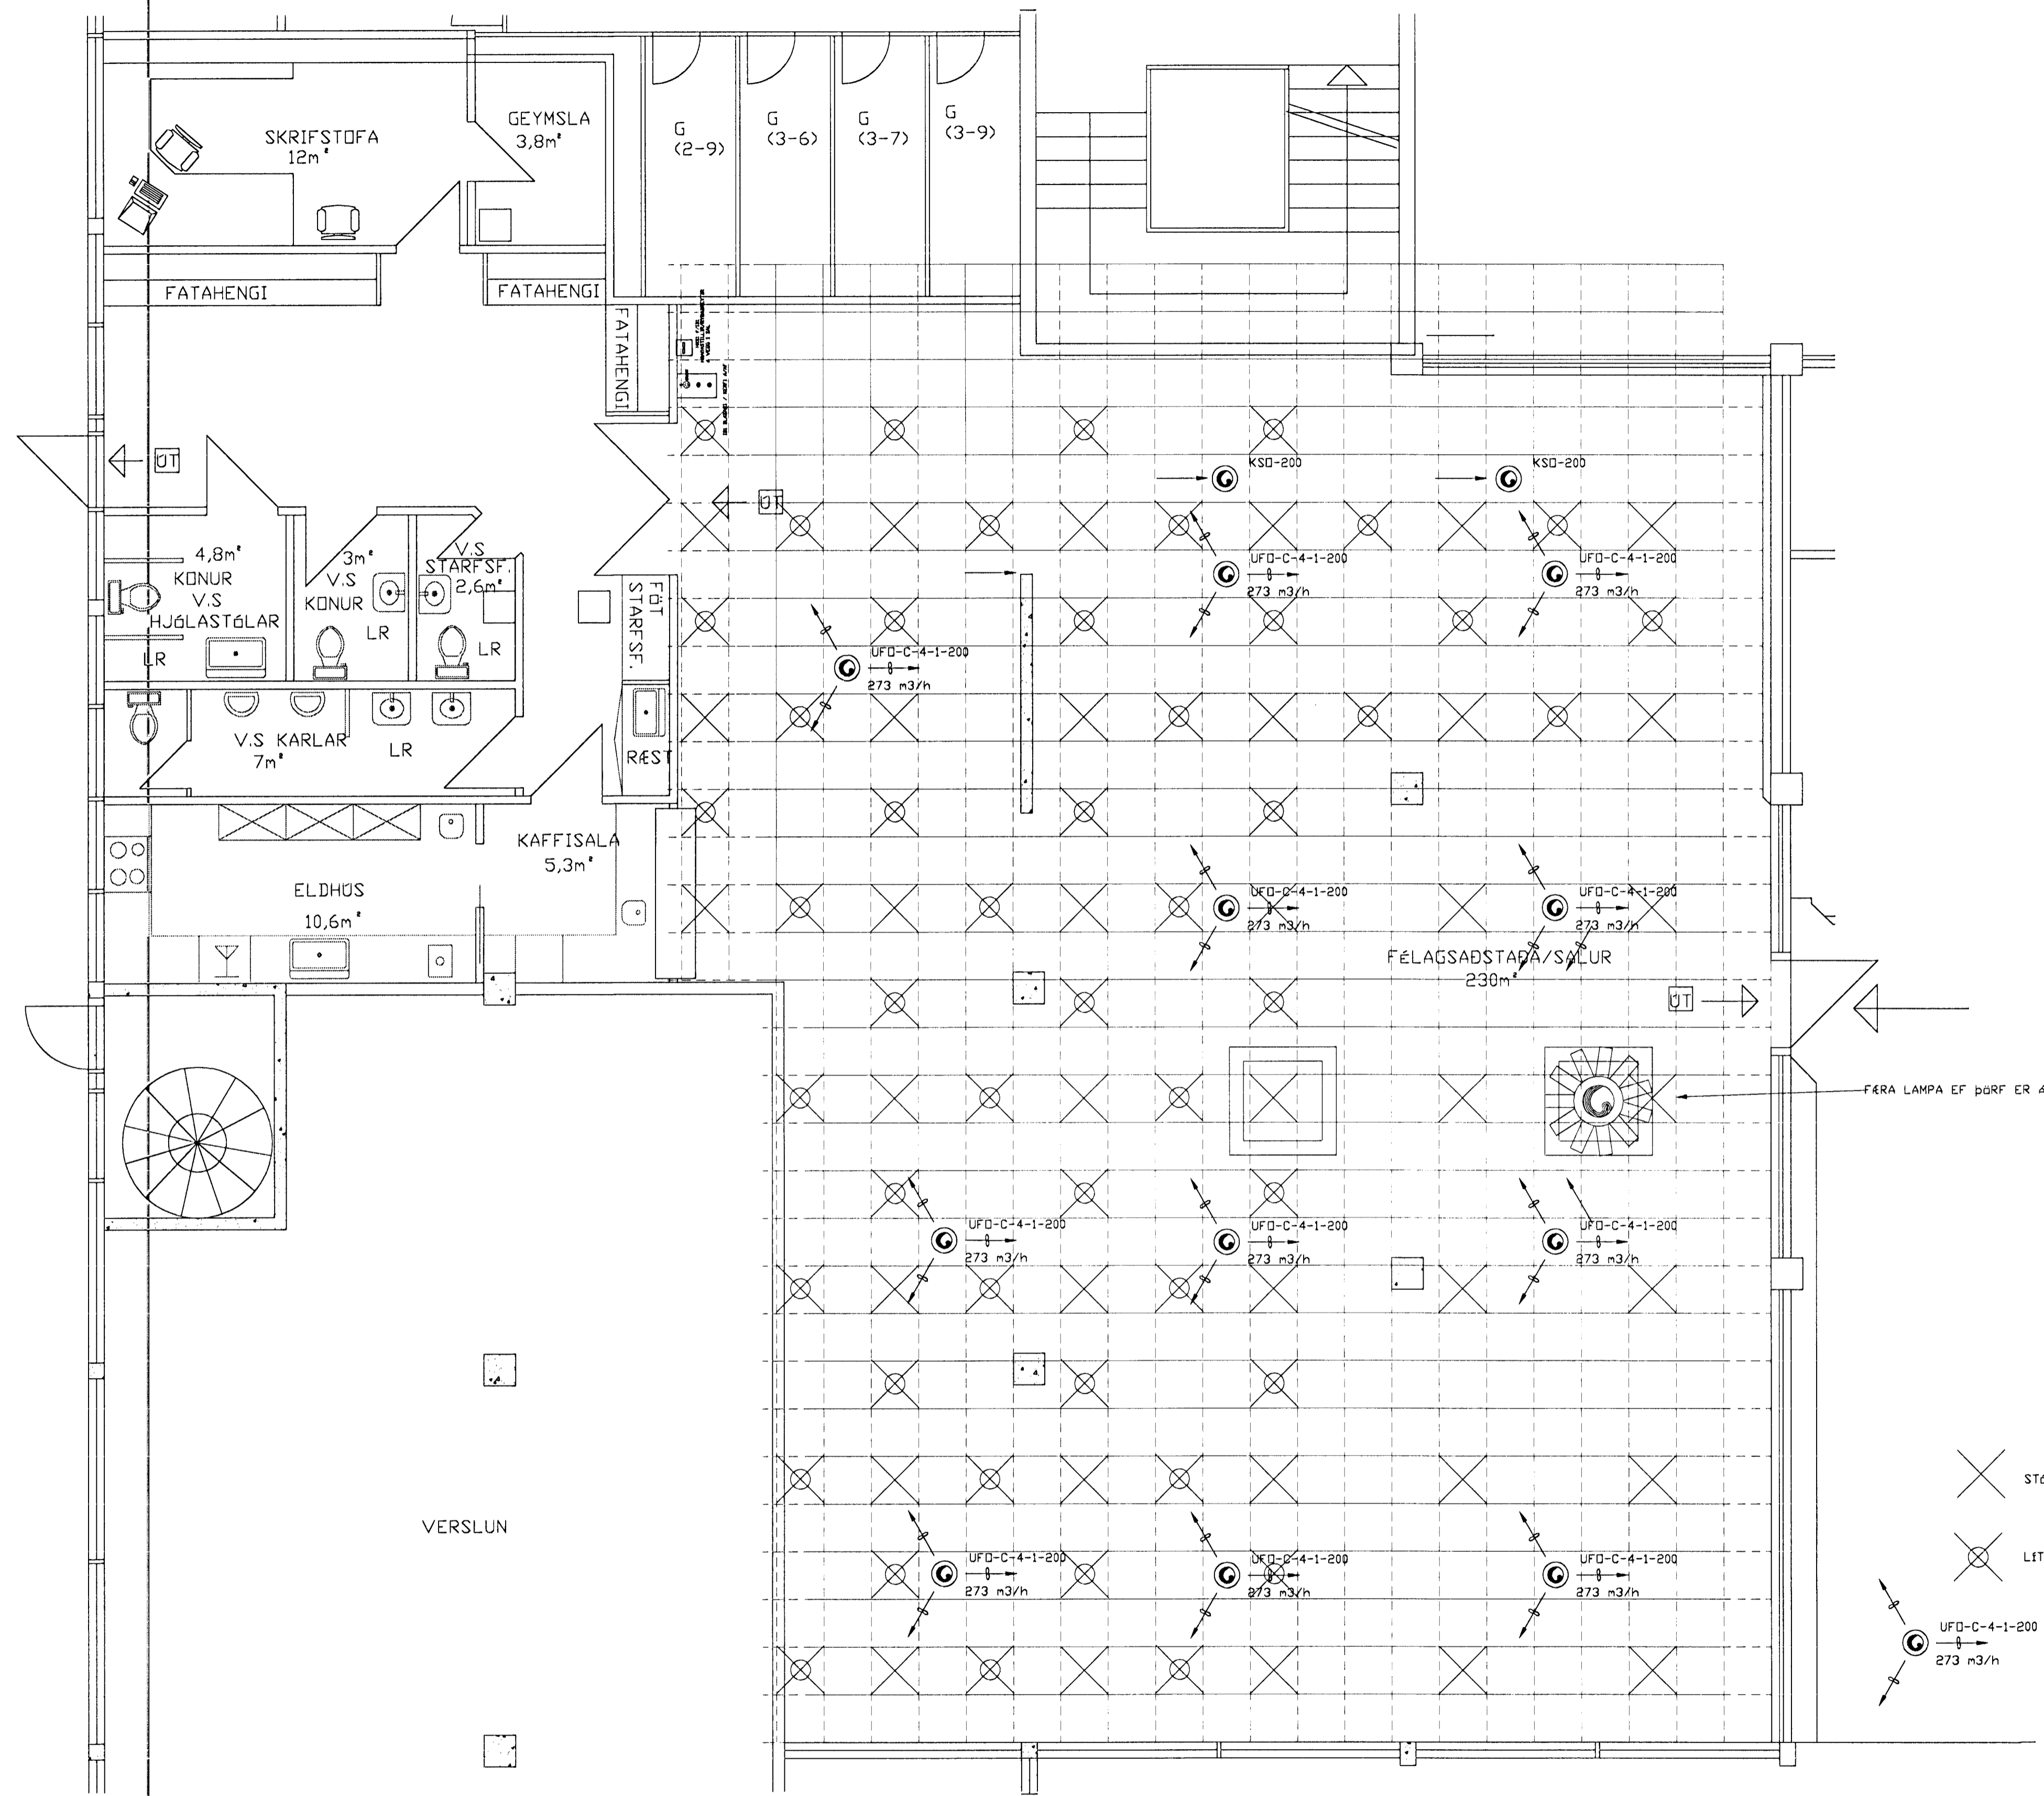 SKRIFSTOFA
12m²
GEYMSLA
3,8m²
G
(2-9)
G
(3-6)
G
(3-7)
G
(3-9)
FATAHENGI
FATAHENGI
FATAHENGI
ÚT
ÚT
KSO-200
KSO-200
4,8m²
KONUR
V.S
HJÓLASTÓLAR
LR
3m²
V.S
KONUR
LR
V.S
STARFSF.
2,6m²
LR
FÖT
STARFSF.
RÆST
V.S KARLAR
7m²
LR
UFO-C-4-1-200
273 m3/h
UFO-C-4-1-200
273 m3/h
UFO-C-4-1-200
273 m3/h
KAFFISALA
5,3m²
ELDHÚS
10,6m²
UFO-C-4-1-200
273 m3/h
UFO-C-4-1-200
273 m3/h
FÉLAGSAÐSTAÐA/SALUR
230m²
ÚT
FÆRA LAMPA EF ÞÖRF ER Á
UFO-C-4-1-200
273 m3/h
UFO-C-4-1-200
273 m3/h
UFO-C-4-1-200
273 m3/h
VERSLUN
UFO-C-4-1-200
273 m3/h
UFO-C-4-1-200
273 m3/h
UFO-C-4-1-200
273 m3/h
UFO-C-4-1-200
273 m3/h